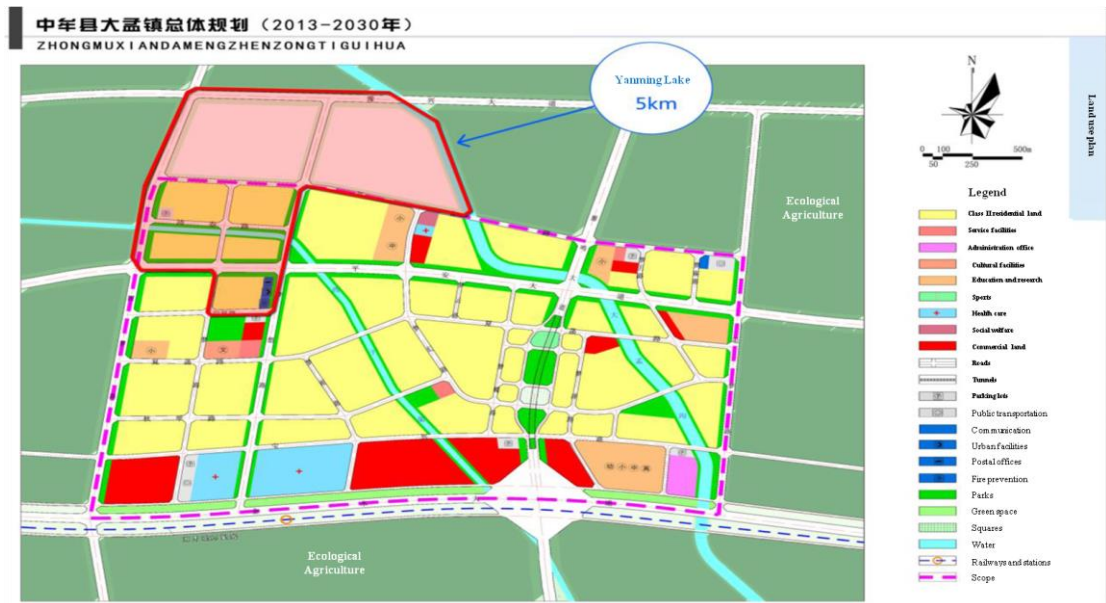 中牟县大孟镇总体规划（2013-2030年）
ZHONGMUXIANDAMENGZHENZONGTIGUIHUA
Yanming Lake
5km
N
0 100 500m
50 250
Land use plan
Ecological
Agriculture
Ecological
Agriculture
Legend
Class II residential land
Service facilities
Administration office
Cultural facilities
Education and research
Sports
Health care
Social welfare
Commercial land
Roads
Tunnels
Parking lots
Public transportation
Communication
Urban facilities
Postal offices
Fire prevention
Parks
Green space
Squares
Water
Railways and stations
Scope